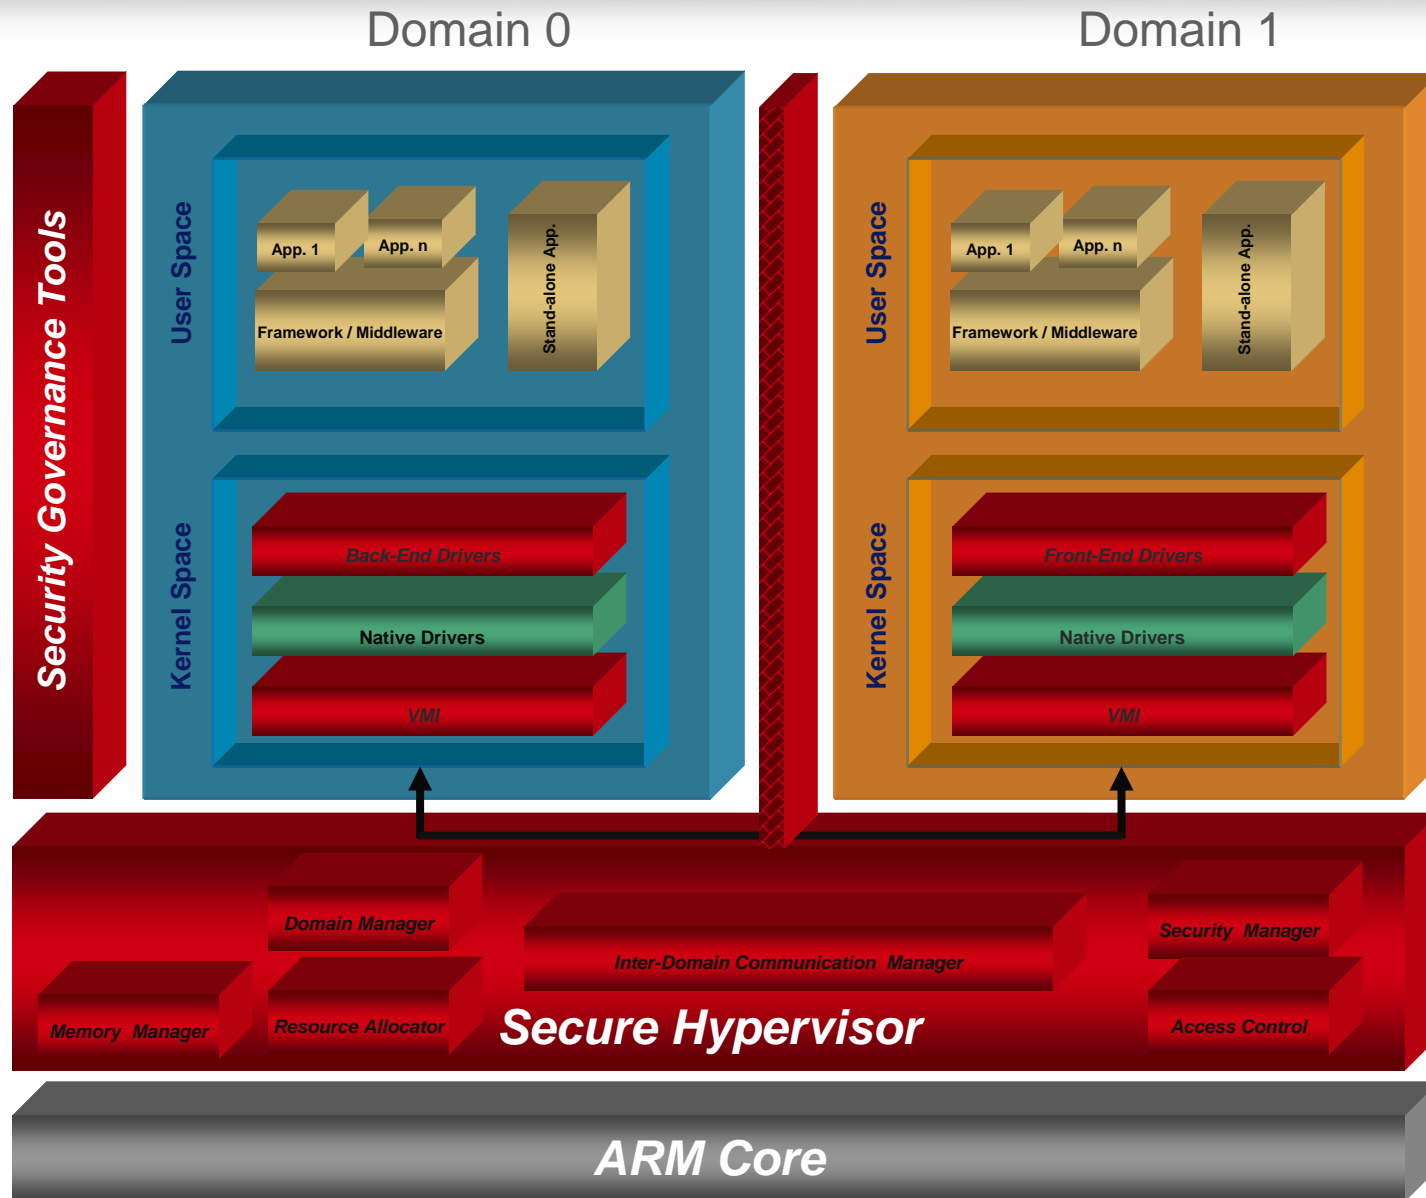 Domain 0
Domain 1
Security Governance Tools
User Space
App. 1
App. n
Framework / Middleware
Stand-alone App.
Kernel Space
Back-End Drivers
Native Drivers
VMI
User Space
App. 1
App. n
Framework / Middleware
Stand-alone App.
Kernel Space
Front-End Drivers
Native Drivers
VMI
Domain Manager
Inter-Domain Communication Manager
Security Manager
Memory Manager
Resource Allocator
Secure Hypervisor
Access Control
ARM Core